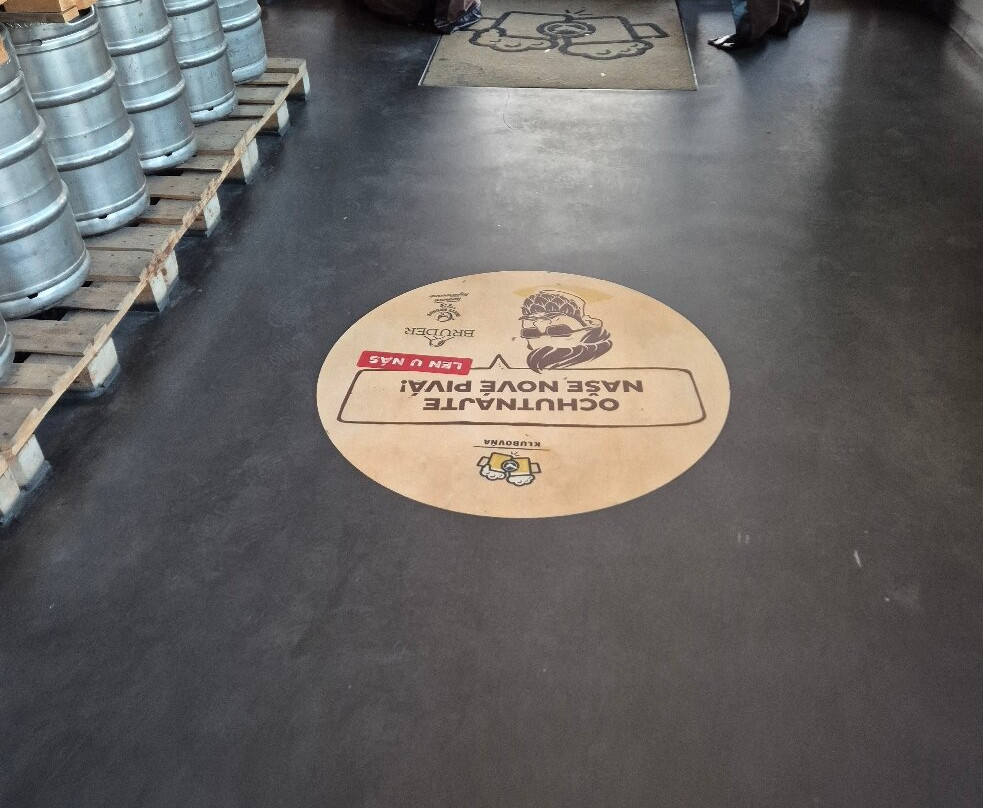 KLUBOVŇA
OCHUTNAJTE
NAŠE NOVÉ PIVÁ!
LEN U NÁS
BRÜDER